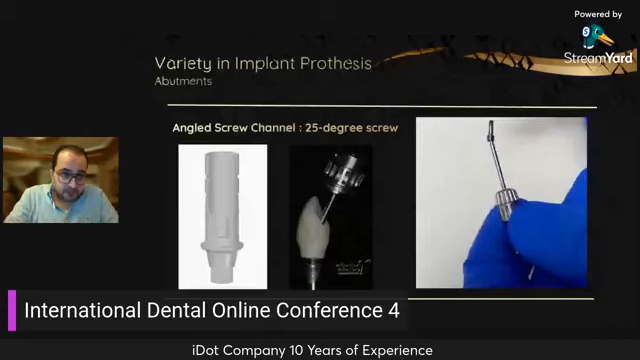 Powered by
StreamYard
Variety in Implant Prothesis
Abutments
Angled Screw Channel : 25-degree screw
International Dental Online Conference 4
iDot Company 10 Years of Experience